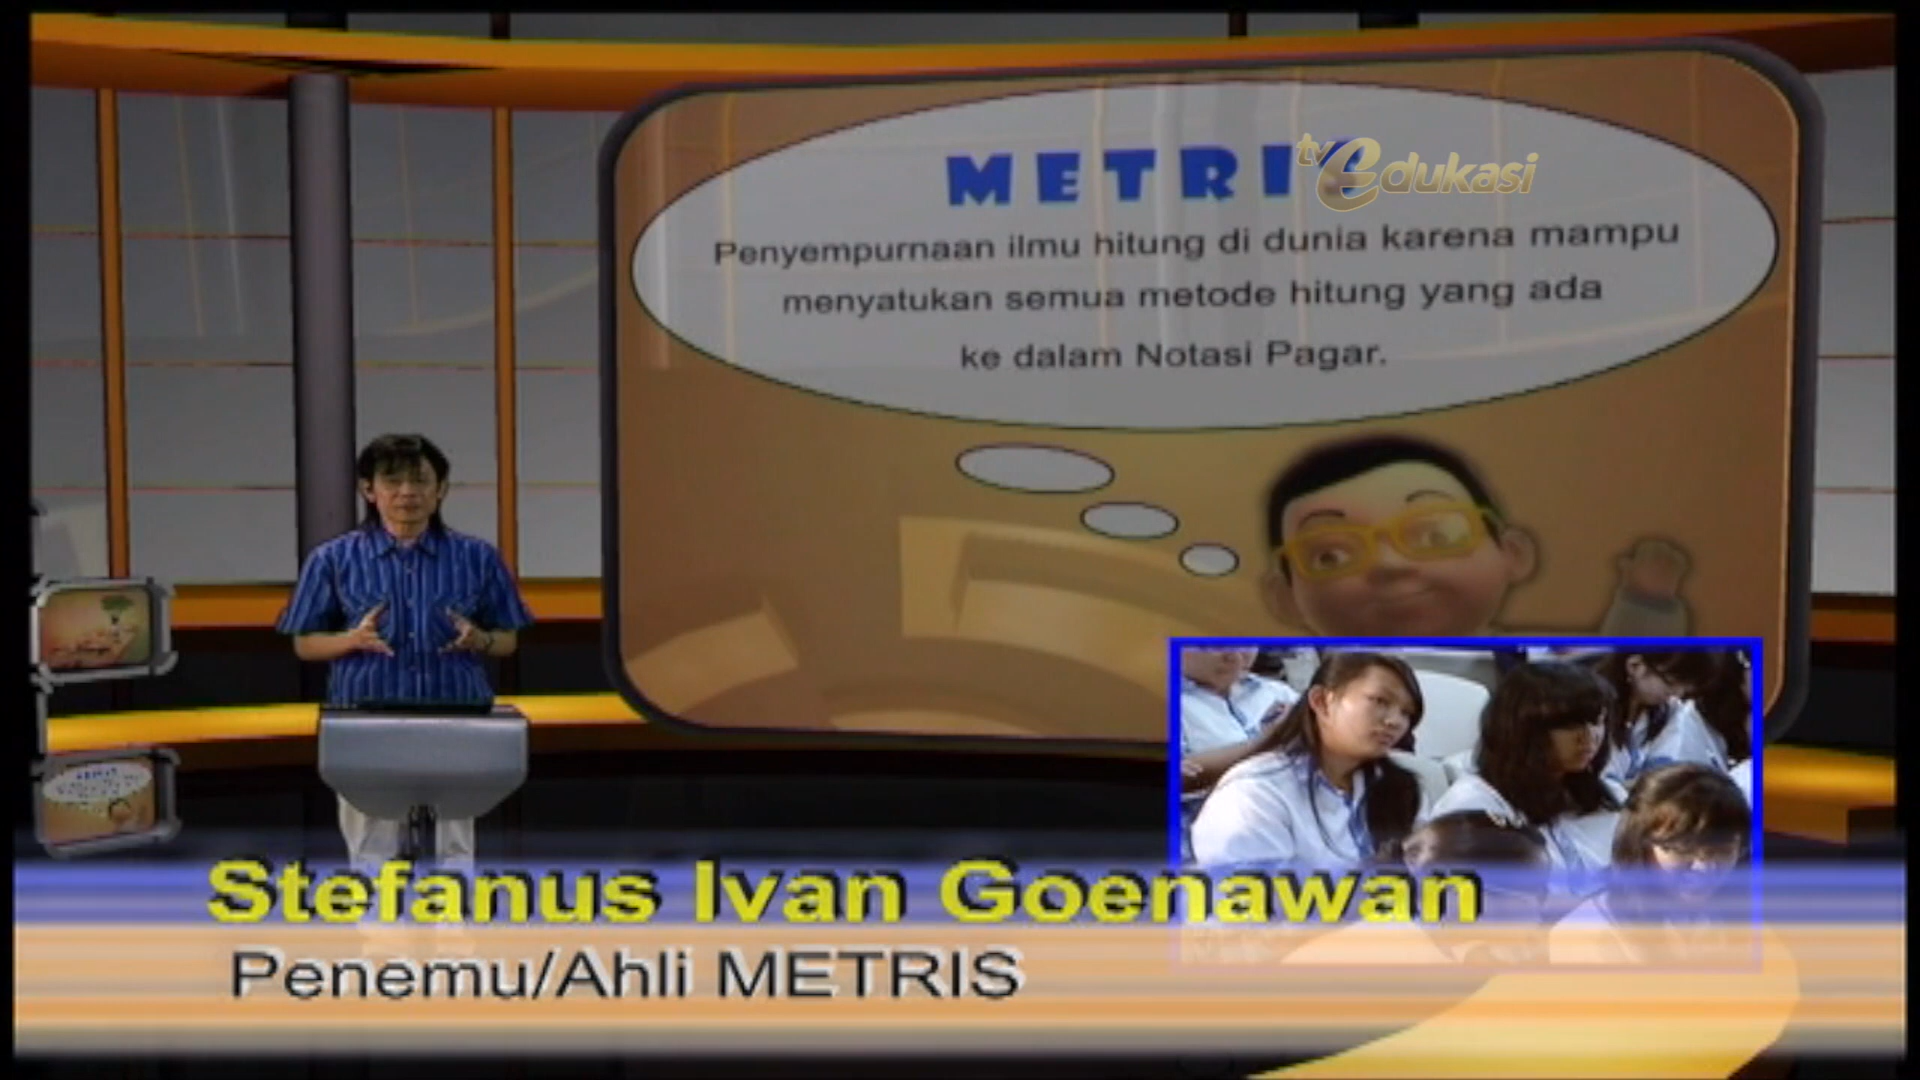 METRIS
tv edukasi
Penyempurnaan ilmu hitung di dunia karena mampu
menyatukan semua metode hitung yang ada
ke dalam Notasi Pagar.
Stefanus Ivan Goenawan
Penemu/Ahli METRIS